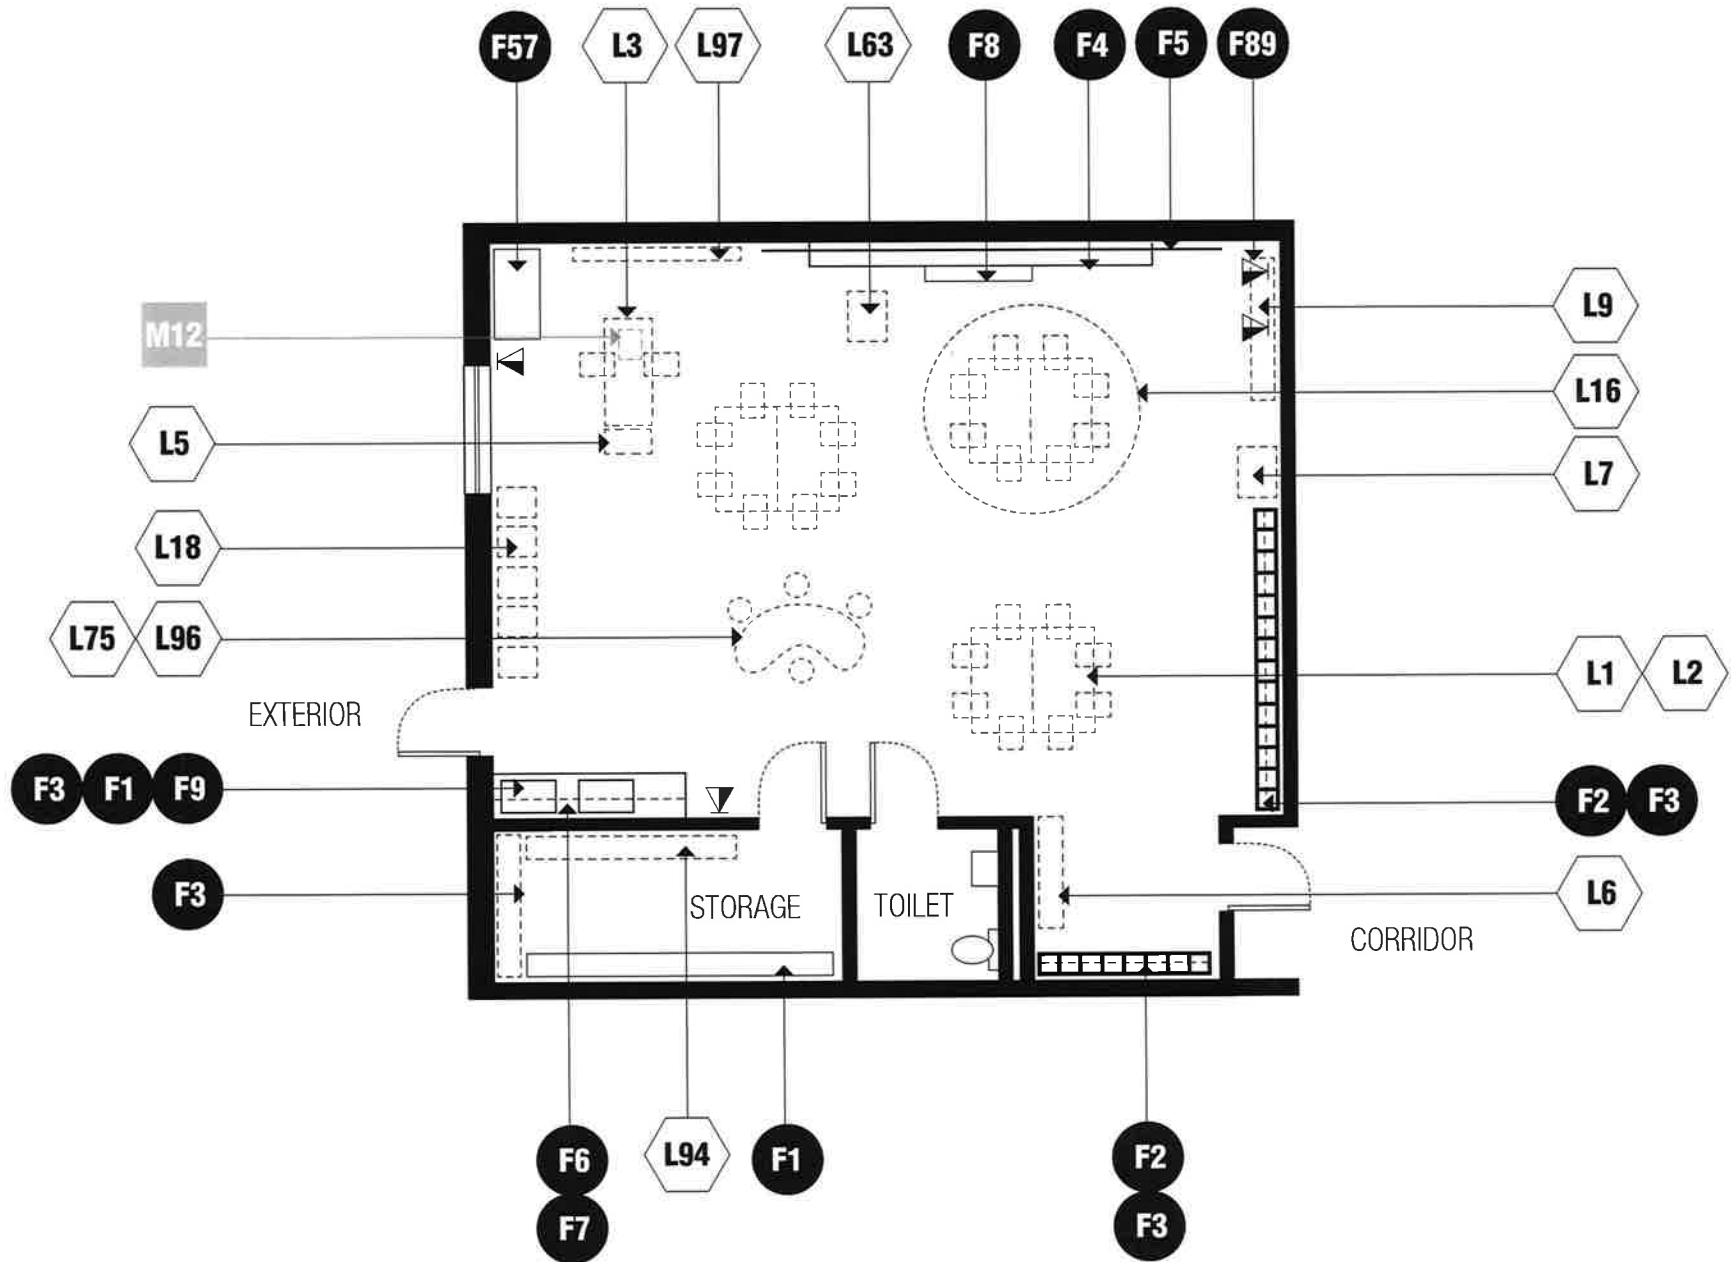 F57 L3 L97 L63 F8 F4 F5 F89
M12
L9
L16
L5
L7
L18
L75 L96
L1 L2
EXTERIOR
F3 F1 F9
F2 F3
F3
STORAGE
TOILET
L6
CORRIDOR
F6
L94
F1
F2
F7
F3